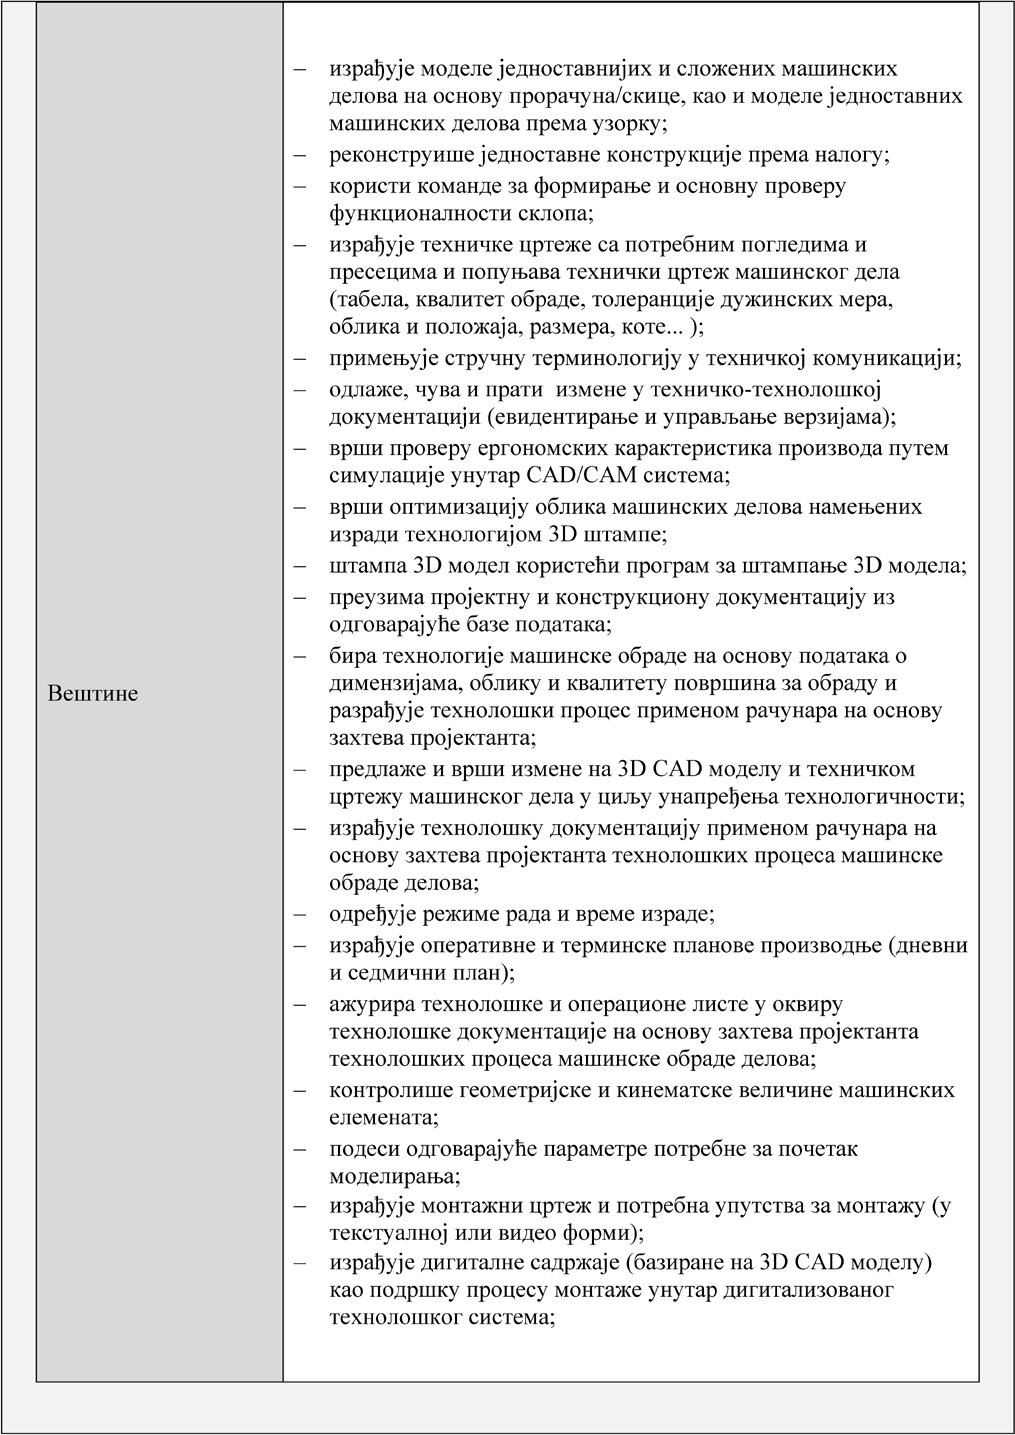 Вештине
– израђује моделе једноставнијих и сложених машинских
делова на основу прорачуна/скице, као и моделе једноставних
машинских делова према узорку;
– реконструише једноставне конструкције према налогу;
– користи команде за формирање и основну проверу
функционалности склопа;
– израђује техничке цртеже са потребним погледима и
пресецима и попуњава технички цртеж машинског дела
(табела, квалитет обраде, толеранције дужинских мера,
облика и положаја, размера, коте... );
– примењује стручну терминологију у техничкој комуникацији;
– одлаже, чува и прати  измене у техничко-технолошкој
документацији (евидентирање и управљање верзијама);
– врши проверу ергономских карактеристика производа путем
симулације унутар CAD/CAM система;
– врши оптимизацију облика машинских делова намењених
изради технологијом 3D штампе;
– штампа 3D модел користећи програм за штампање 3D модела;
– преузима пројектну и конструкциону документацију из
одговарајуће базе података;
– бира технологије машинске обраде на основу података о
димензијама, облику и квалитету површина за обраду и
разрађује технолошки процес применом рачунара на основу
захтева пројектанта;
– предлаже и врши измене на 3D CAD моделу и техничком
цртежу машинског дела у циљу унапређења технологичности;
– израђује технолошку документацију применом рачунара на
основу захтева пројектанта технолошких процеса машинске
обраде делова;
– одређује режиме рада и време израде;
– израђује оперативне и терминске планове производње (дневни
и седмични план);
– ажурира технолошке и операционе листе у оквиру
технолошке документације на основу захтева пројектанта
технолошких процеса машинске обраде делова;
– контролише геометријске и кинематске величине машинских
елемената;
– подеси одговарајуће параметре потребне за почетак
моделирања;
– израђује монтажни цртеж и потребна упутства за монтажу (у
текстуалној или видео форми);
– израђује дигиталне садржаје (базиране на 3D CAD моделу)
као подршку процесу монтаже унутар дигитализованог
технолошког система;